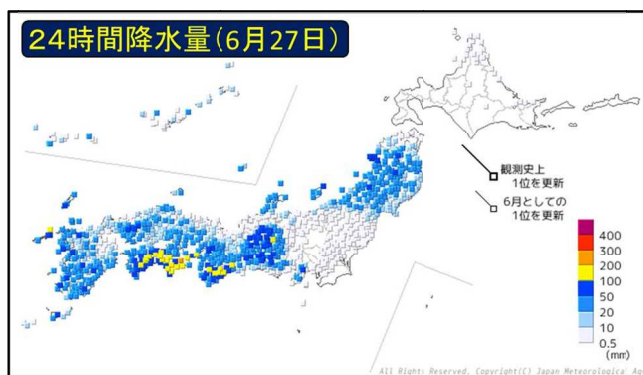 24時間降水量(6月27日)
観測史上
1位を更新
6月としての
1位を更新
400
300
200
100
50
20
10
0.5
(mm)
All Right: Reserved, Copyright(C) Japan Meteorological Age